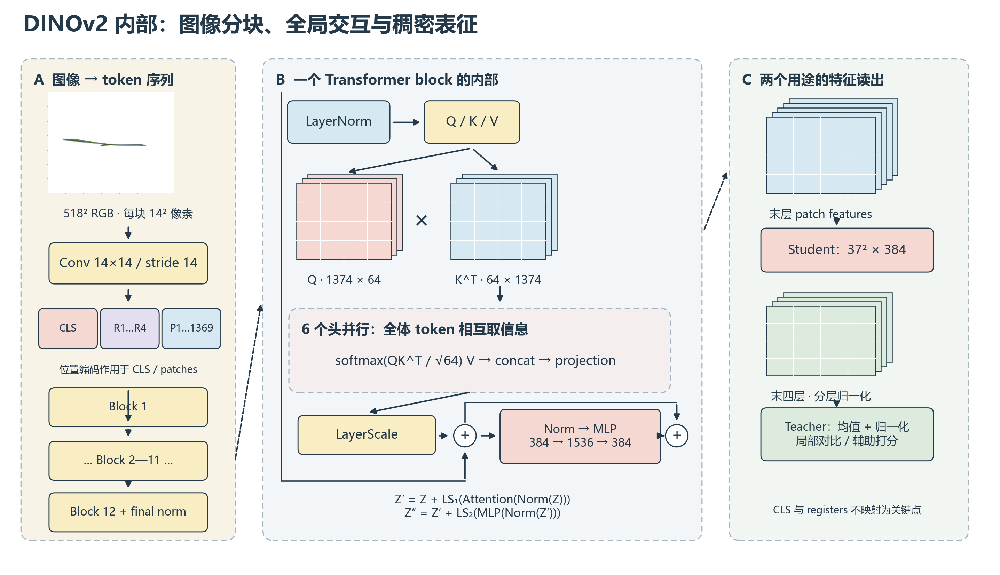 DINOv2 内部：图像分块、全局交互与稠密表征
A 图像 → token 序列
518² RGB · 每块 14² 像素
Conv 14×14 / stride 14
CLS
R1…R4
P1…1369
位置编码作用于 CLS / patches
Block 1
… Block 2—11 …
Block 12 + final norm
B 一个 Transformer block 的内部
LayerNorm
Q / K / V
×
Q · 1374 × 64
K^T · 64 × 1374
6 个头并行：全体 token 相互取信息
softmax(QK^T / √64) V → concat → projection
LayerScale
+
Norm → MLP
384 → 1536 → 384
+
Z′ = Z + LS₁(Attention(Norm(Z)))
Z″ = Z′ + LS₂(MLP(Norm(Z′)))
C 两个用途的特征读出
末层 patch features
Student：37² × 384
末四层 · 分层归一化
Teacher：均值 + 归一化
局部对比 / 辅助打分
CLS 与 registers 不映射为关键点